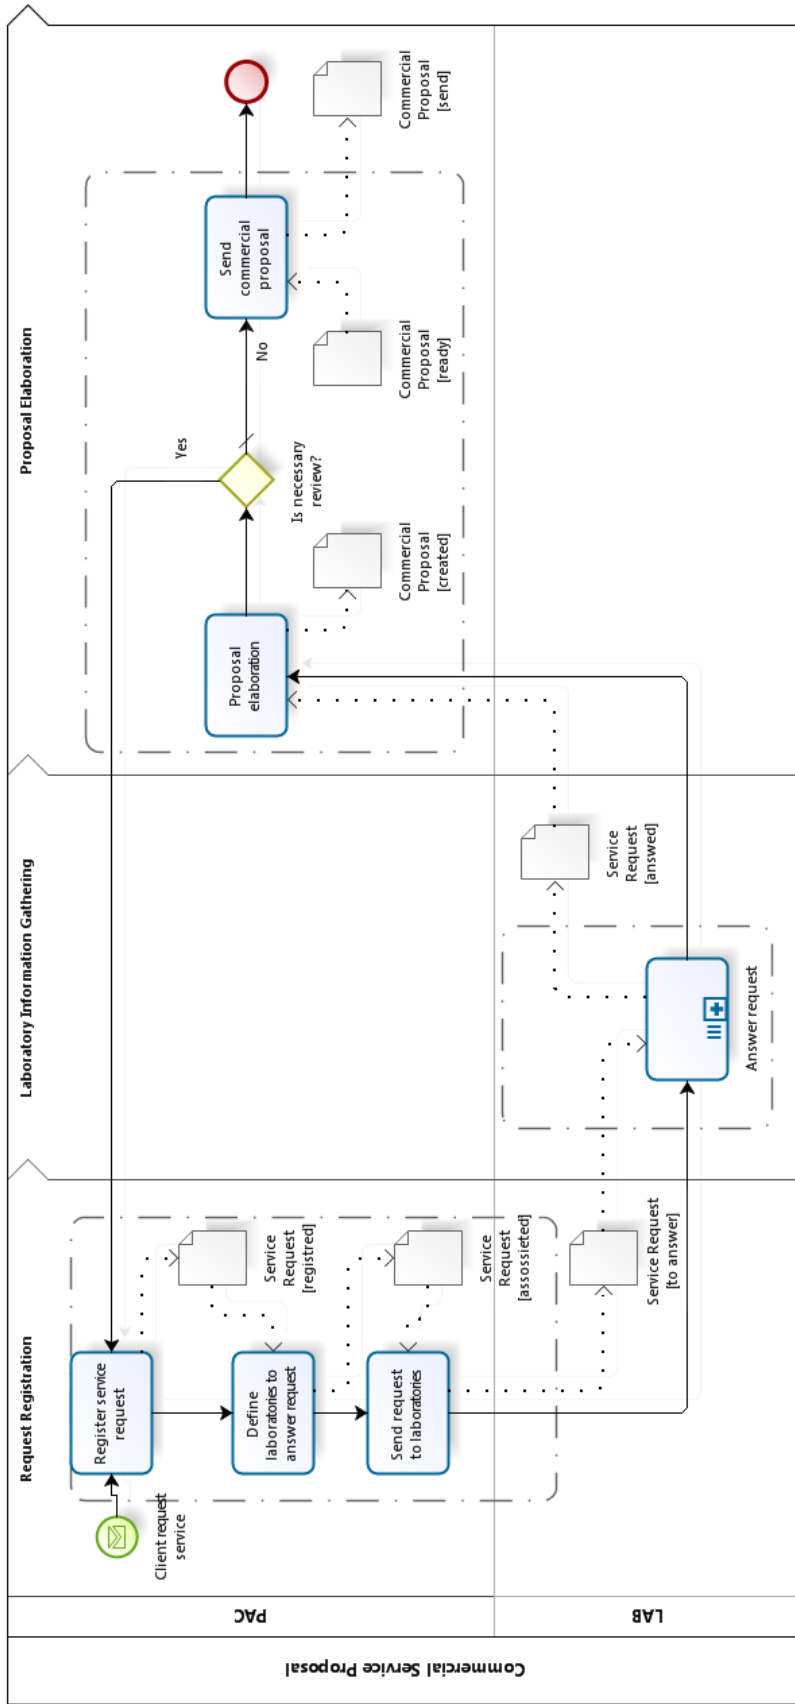 Commercial Service Proposal
PAC
LAB
Request Registration
Laboratory Information Gathering
Proposal Elaboration
Client request
service
Register service
request
Service
Request
[registred]
Define
laboratories to
answer request
Service
Request
[assossieted]
Send request
to laboratories
Service Request
[to answer]
Answer request
Service
Request
[answed]
Proposal
elaboration
Commercial
Proposal
[created]
Is necessary
review?
Yes
No
Commercial
Proposal
[ready]
Send
commercial
proposal
Commercial
Proposal
[send]